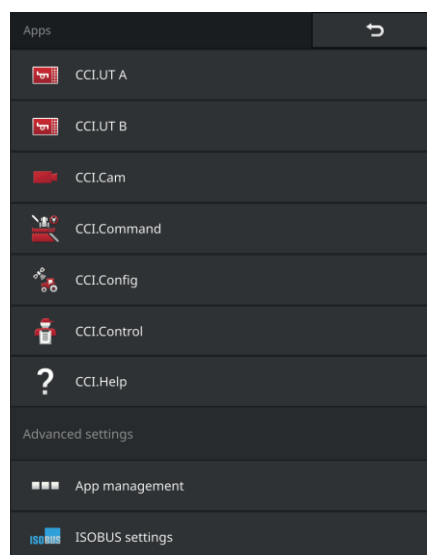 Apps
CCI.UT A
CCI.UT B
CCI.Cam
CCI.Command
CCI.Config
CCI.Control
? CCI.Help
Advanced settings
App management
ISOBUS ISOBUS settings